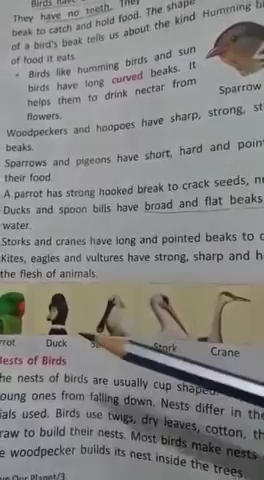 Birds have
They have no teeth. They
beak to catch and hold food. The shape
of a bird's beak tells us about the kind
of food it eats.
Humming bi
• Birds like humming birds and sun
birds have long curved beaks. It
helps them to drink nectar from
flowers.
Sparrow
Woodpeckers and hoopoes have sharp, strong, st
beaks.
Sparrows and pigeons have short, hard and poin
their food.
A parrot has strong hooked break to crack seeds, n
Ducks and spoon bills have broad and flat beaks
water.
Storks and cranes have long and pointed beaks to c
Kites, eagles and vultures have strong, sharp and h
the flesh of animals.
rrot
Duck
Stork
Crane
Nests of Birds
he nests of birds are usually cup shaped.
oung ones from falling down. Nests differ in the
ials used. Birds use twigs, dry leaves, cotton, th
raw to build their nests. Most birds make nests
e woodpecker builds its nest inside the trees.
ve Our Planet/3